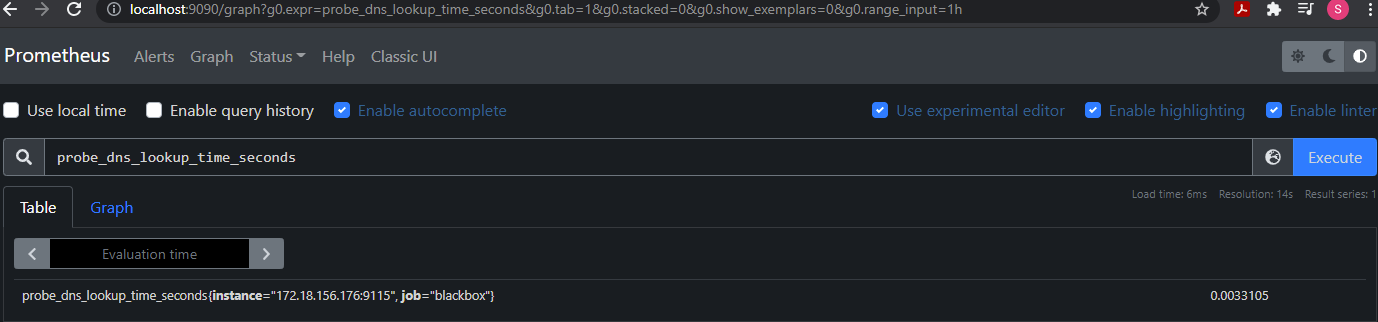 localhost:9090/graph?g0.expr=probe_dns_lookup_time_seconds&g0.tab=1&g0.stacked=0&g0.show_exemplars=0&g0.range_input=1h S
Prometheus Alerts Graph Status Help Classic UI
Use local time Enable query history Enable autocomplete Use experimental editor Enable highlighting Enable linter
probe_dns_lookup_time_seconds Execute
Load time: 6ms Resolution: 14s Result series: 1
Table Graph
Evaluation time
probe_dns_lookup_time_seconds{instance="172.18.156.176:9115", job="blackbox"} 0.0033105